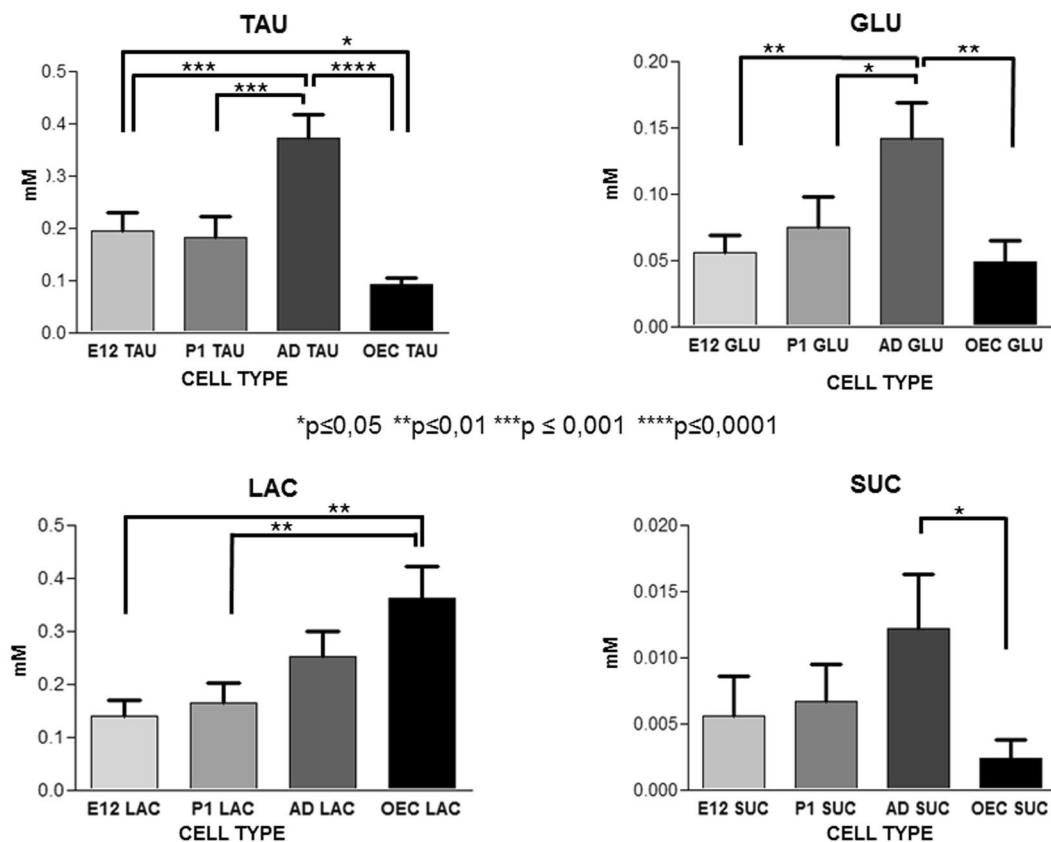 TAU
*
***
****
***
0.5
0.4
0.3
0.2
0.1
0.0
mM
E12 TAU P1 TAU AD TAU OEC TAU
CELL TYPE
GLU
**
**
*
0.20
0.15
0.10
0.05
0.00
mM
E12 GLU P1 GLU AD GLU OEC GLU
CELL TYPE
*p≤0,05 **p≤0,01 ***p ≤ 0,001 ****p≤0,0001
LAC
**
**
0.5
0.4
0.3
0.2
0.1
0.0
mM
E12 LAC P1 LAC AD LAC OEC LAC
CELL TYPE
SUC
*
0.020
0.015
0.010
0.005
0.000
mM
E12 SUC P1 SUC AD SUC OEC SUC
CELL TYPE